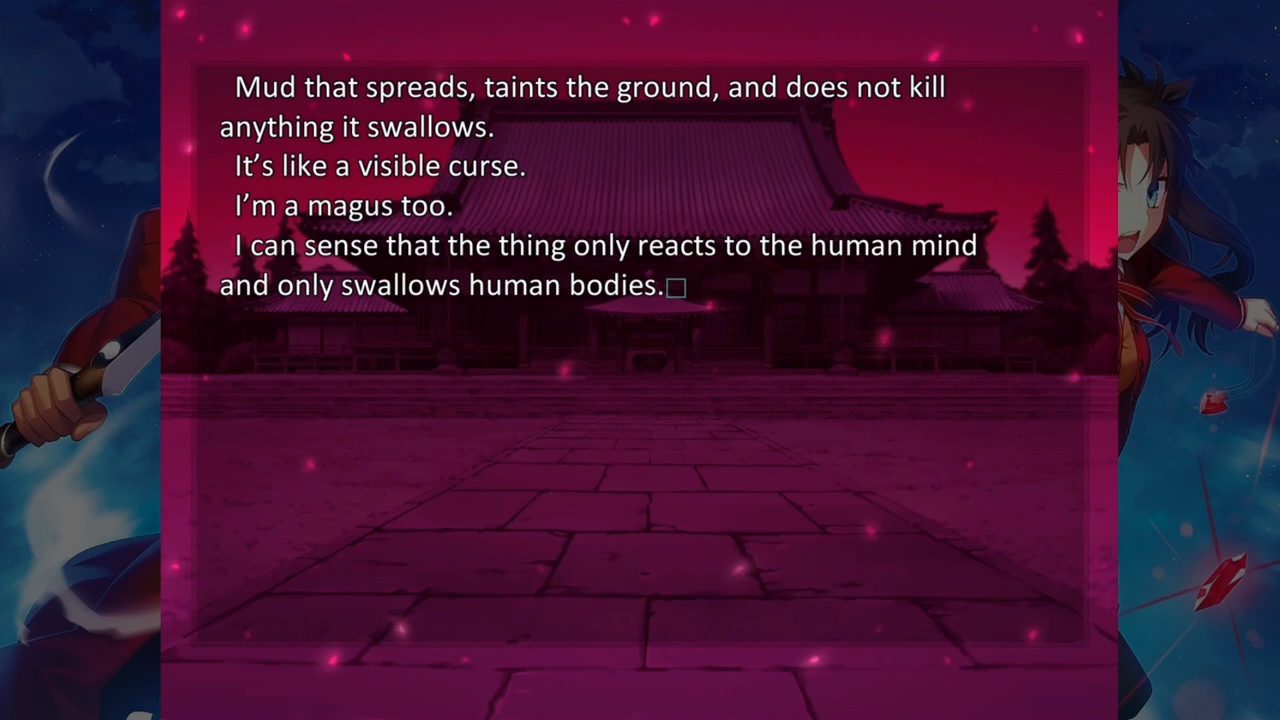 Mud that spreads, taints the ground, and does not kill
anything it swallows.
It’s like a visible curse.
I’m a magus too.
I can sense that the thing only reacts to the human mind
and only swallows human bodies.